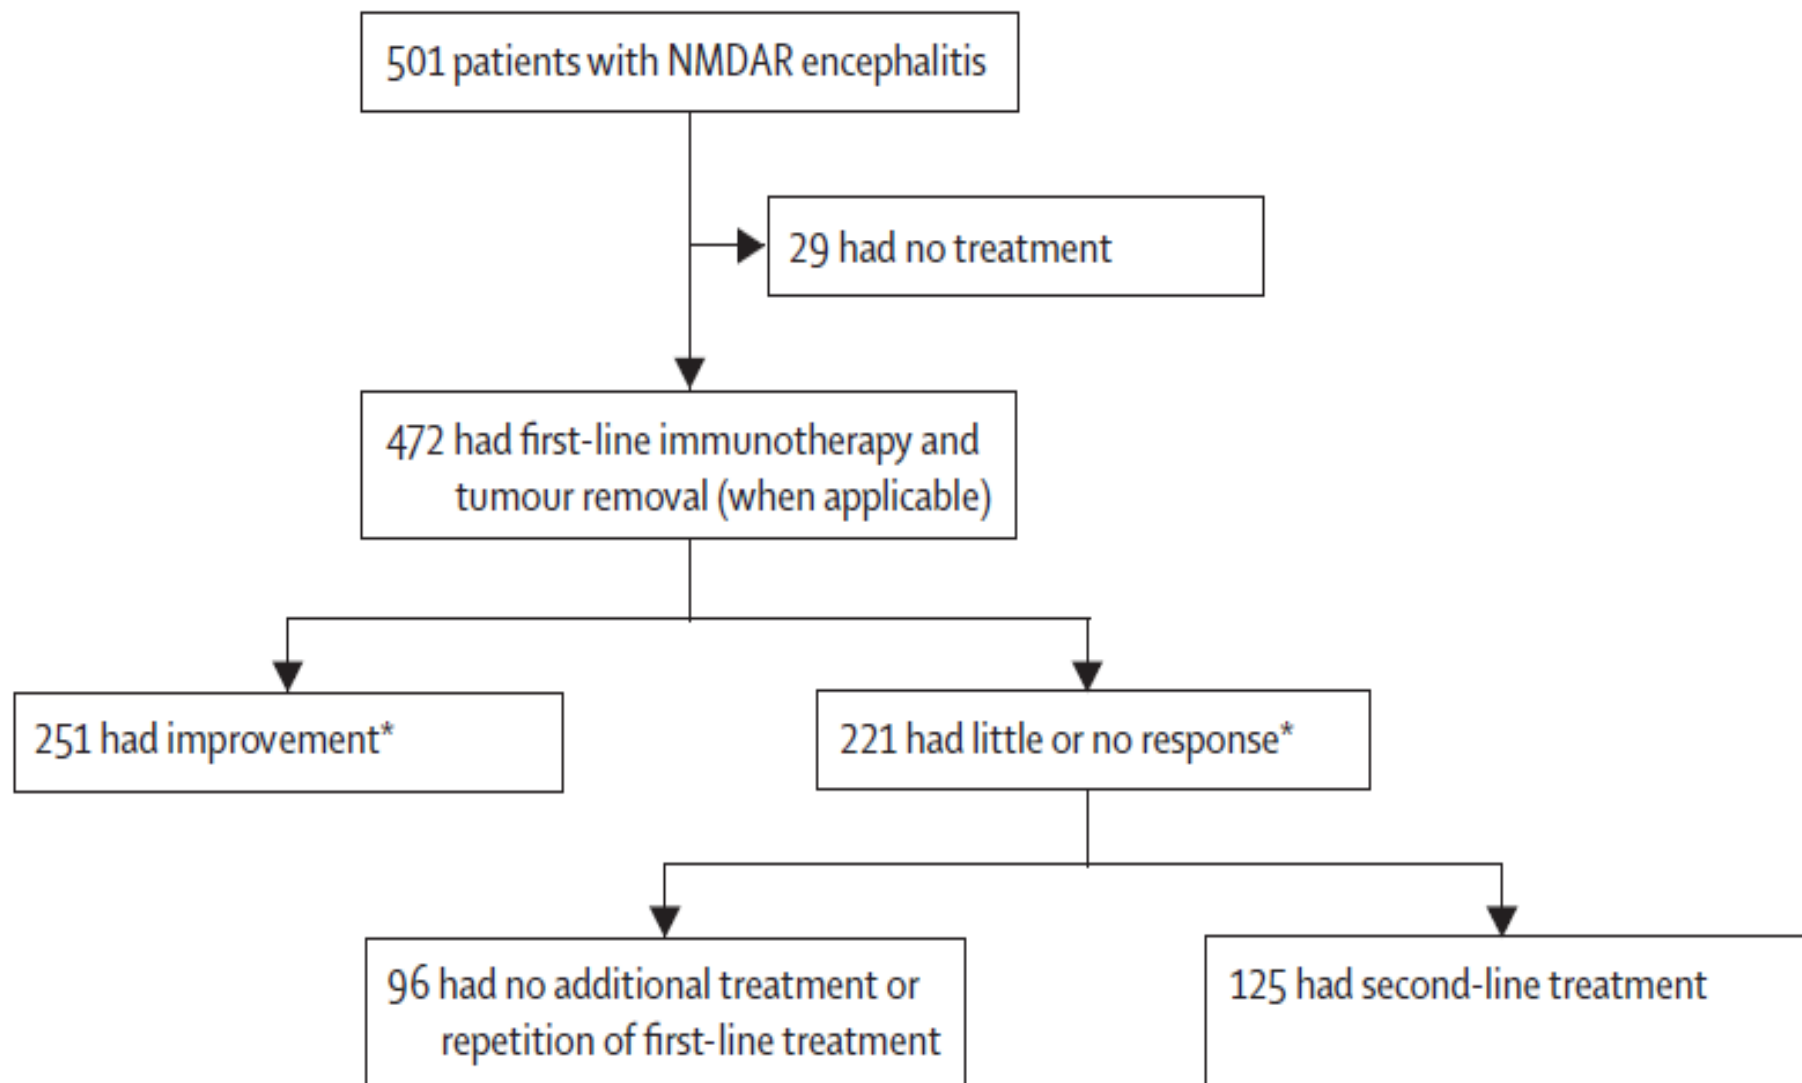 501 patients with NMDAR encephalitis
29 had no treatment
472 had first-line immunotherapy and
tumour removal (when applicable)
251 had improvement*
221 had little or no response*
96 had no additional treatment or
repetition of first-line treatment
125 had second-line treatment